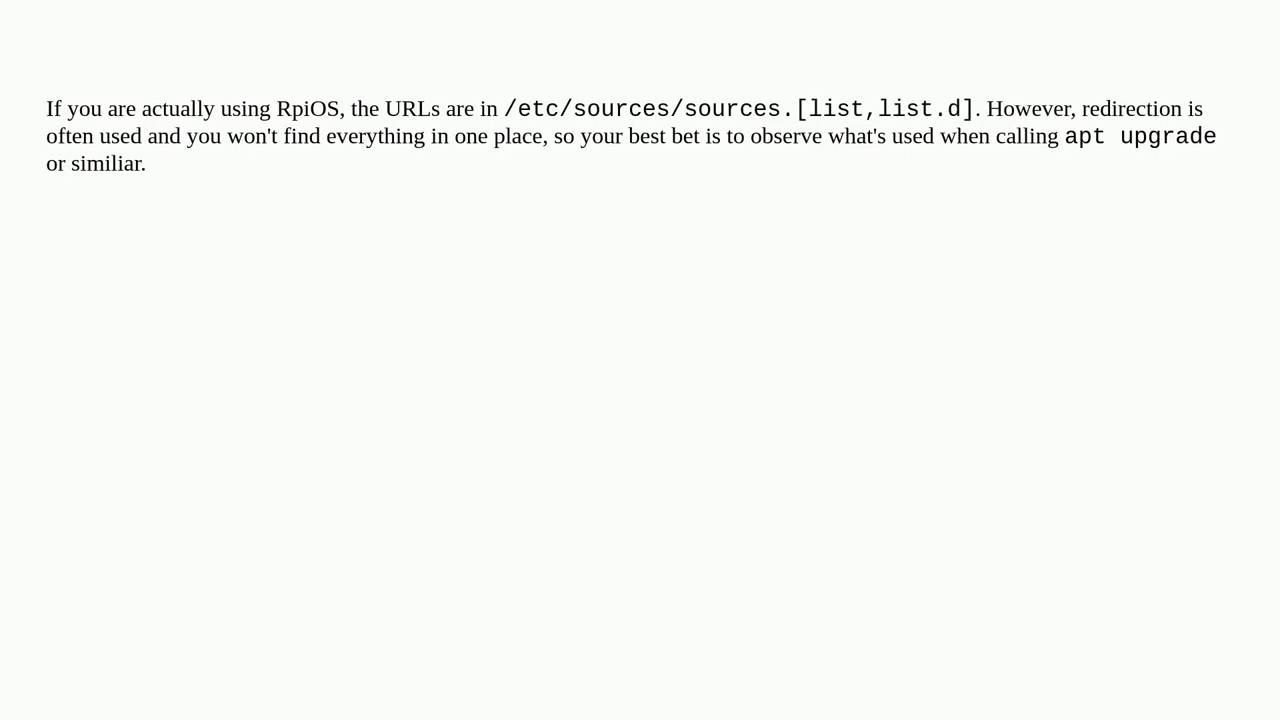 If you are actually using RpiOS, the URLs are in /etc/sources/sources.[list,list.d]. However, redirection is
often used and you won't find everything in one place, so your best bet is to observe what's used when calling apt upgrade
or similiar.